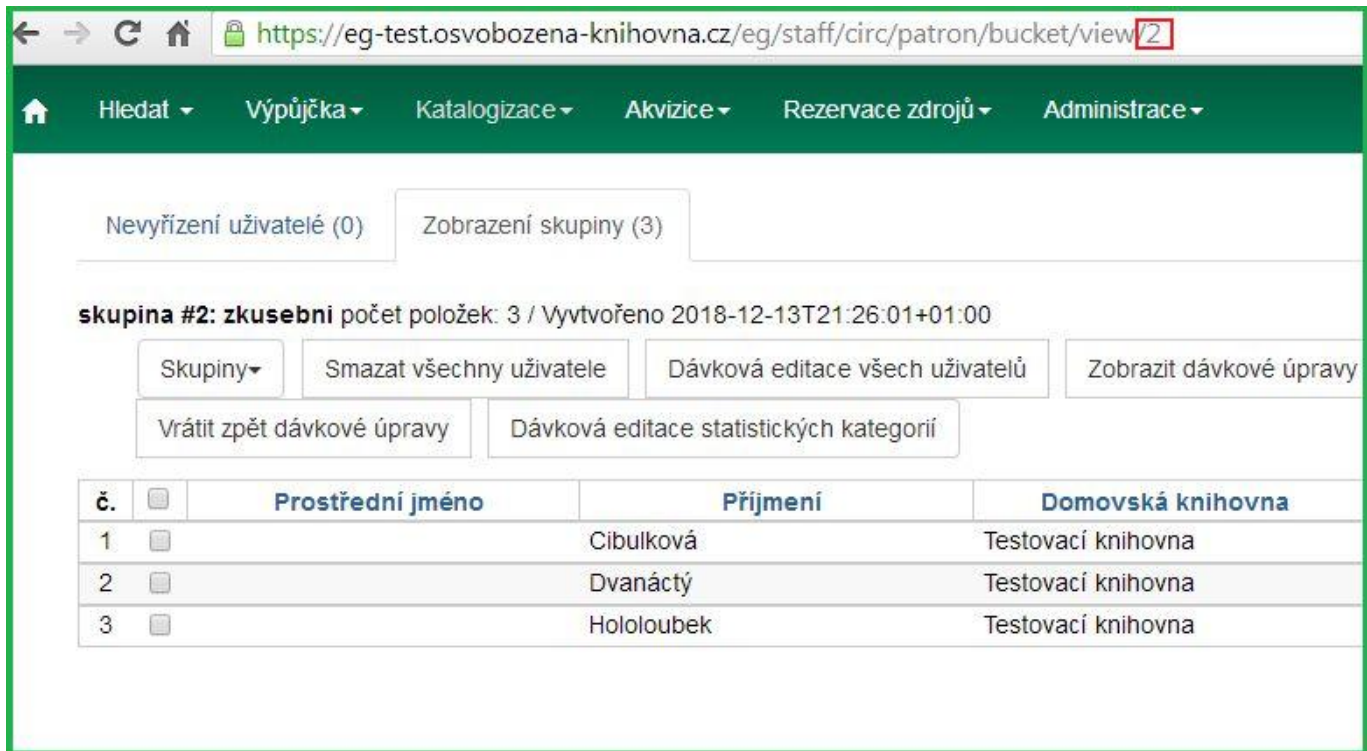 https://eg-test.osvobozena-knihovna.cz/eg/staff/circ/patron/bucket/view/2
Hledat Výpůjčka Katalogizace Akvizice Rezervace zdrojů Administrace
Nevyřízení uživatelé (0) Zobrazení skupiny (3)
skupina #2: zkusebni počet položek: 3 / Vyvtvořeno 2018-12-13T21:26:01+01:00
Skupiny Smazat všechny uživatele Dávková editace všech uživatelů Zobrazit dávkové úpravy
Vrátit zpět dávkové úpravy Dávková editace statistických kategorií
č. Prostřední jméno Příjmení Domovská knihovna
1 Cibulková Testovací knihovna
2 Dvanáctý Testovací knihovna
3 Hololoubek Testovací knihovna